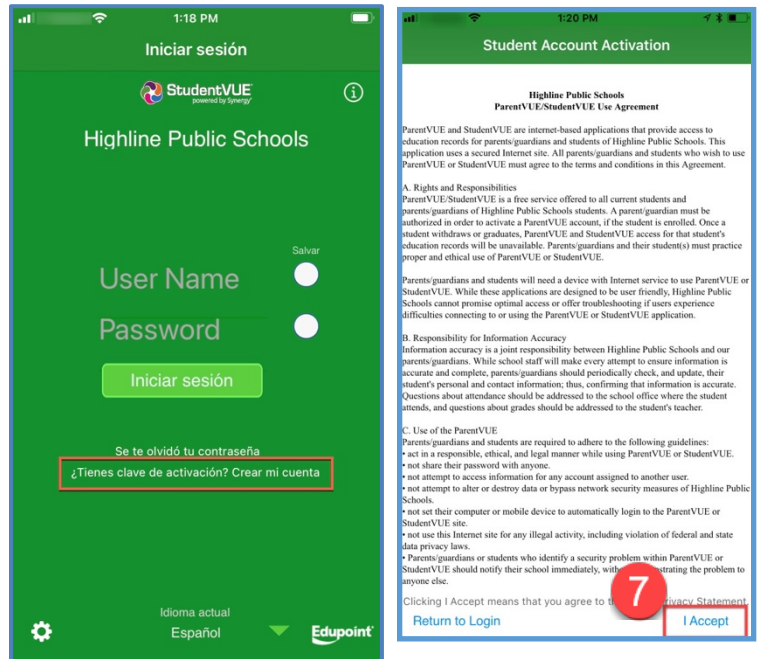 1:18 PM
Iniciar sesión
StudentVUE
powered by Synergy
Highline Public Schools
Salvar
User Name
Password
Iniciar sesión
Se te olvidó tu contraseña
¿Tienes clave de activación? Crear mi cuenta
Idioma actual
Español
Edupoint
1:20 PM
Student Account Activation
Highline Public Schools
ParentVUE/StudentVUE Use Agreement
ParentVUE and StudentVUE are internet-based applications that provide access to
education records for parents/guardians and students of Highline Public Schools. This
application uses a secured Internet site. All parents/guardians and students who wish to use
ParentVUE or StudentVUE must agree to the terms and conditions in this Agreement.
A. Rights and Responsibilities
ParentVUE/StudentVUE is a free service offered to all current students and
parents/guardians of Highline Public Schools students. A parent/guardian must be
authorized in order to activate a ParentVUE account, if the student is enrolled. Once a
student withdraws or graduates, ParentVUE and StudentVUE access for that student's
education records will be unavailable. Parents/guardians and their student(s) must practice
proper and ethical use of ParentVUE or StudentVUE.
Parents/guardians and students will need a device with Internet service to use ParentVUE or
StudentVUE. While these applications are designed to be user friendly, Highline Public
Schools cannot promise optimal access or offer troubleshooting if users experience
difficulties connecting to or using the ParentVUE or StudentVUE application.
B. Responsibility for Information Accuracy
Information accuracy is a joint responsibility between Highline Public Schools and our
parents/guardians. While school staff will make every attempt to ensure information is
accurate and complete, parents/guardians should periodically check, and update, their
student's personal and contact information; thus, confirming that information is accurate.
Questions about attendance should be addressed to the school office where the student
attends, and questions about grades should be addressed to the student's teacher.
C. Use of the ParentVUE
Parents/guardians and students are required to adhere to the following guidelines:
• act in a responsible, ethical, and legal manner while using ParentVUE or StudentVUE.
• not share their password with anyone.
• not attempt to access information for any account assigned to another user.
• not attempt to alter or destroy data or bypass network security measures of Highline Public
Schools.
• not set their computer or mobile device to automatically login to the ParentVUE or
StudentVUE site.
• not use this Internet site for any illegal activity, including violation of federal and state
data privacy laws.
• Parents/guardians or students who identify a security problem within ParentVUE or
StudentVUE should notify their school immediately, strating the problem to
anyone else.
7
Clicking I Accept means that you agree to Privacy Statement.
Return to Login
I Accept